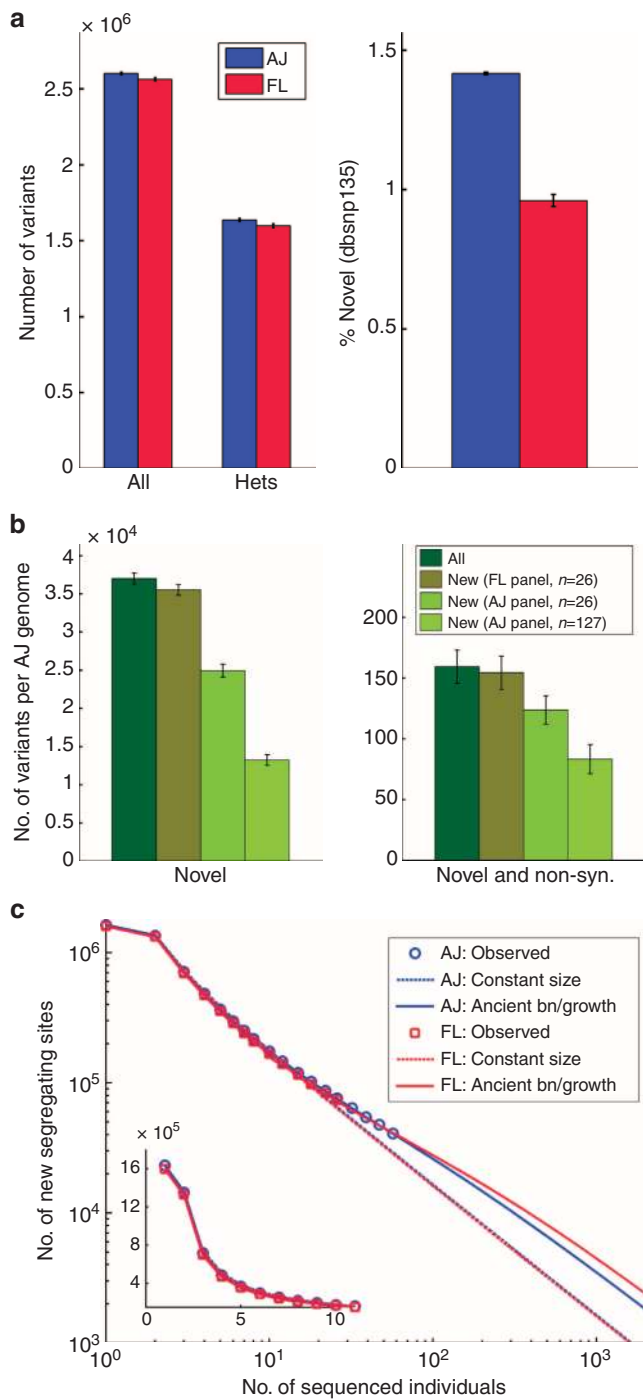 a
× 10⁶
2.5
2
1.5
1
0.5
0
Number of variants
All
Hets
AJ
FL
1.5
1
0.5
0
% Novel (dbsnp135)
b
× 10⁴
4
3.5
3
2.5
2
1.5
1
0.5
0
No. of variants per AJ genome
Novel
All
New (FL panel, n=26)
New (AJ panel, n=26)
New (AJ panel, n=127)
200
150
100
50
0
Novel and non-syn.
c
10⁶
10⁵
10⁴
10³
No. of new segregating sites
AJ: Observed
AJ: Constant size
AJ: Ancient bn/growth
FL: Observed
FL: Constant size
FL: Ancient bn/growth
× 10⁵
16
12
8
4
0
5
10
10⁰
10¹
10²
10³
No. of sequenced individuals